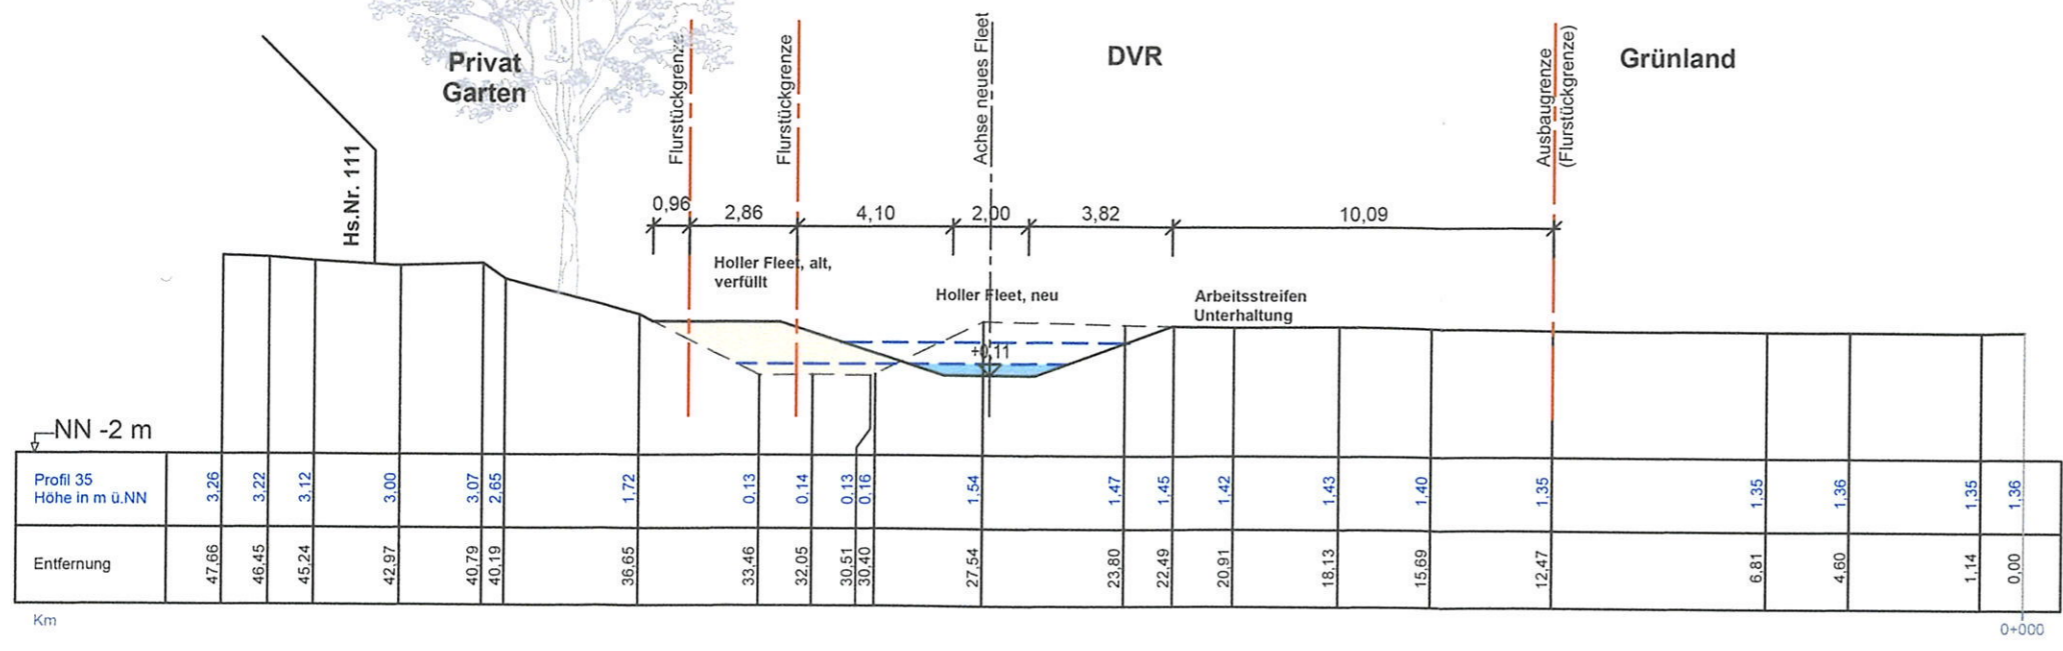 Privat
Garten
DVR
Grünland
Hs.Nr. 111
Flurstückgrenze
Flurstückgrenze
Achse neues Fleet
Ausbaugrenze
(Flurstückgrenze)
0,96
2,86
4,10
2,00
3,82
10,09
Holler Fleet, alt,
verfüllt
Holler Fleet, neu
Arbeitsstreifen
Unterhaltung
+0,11
NN -2 m
Profil 35
Höhe in m ü.NN
3,26
3,22
3,12
3,00
3,07
2,65
1,72
0,13
0,14
0,13
0,16
1,54
1,47
1,45
1,42
1,43
1,40
1,35
1,35
1,36
1,35
1,36
Entfernung
47,66
46,45
45,24
42,97
40,79
40,19
36,65
33,46
32,05
30,51
30,40
27,54
23,80
22,49
20,91
18,13
15,69
12,47
6,81
4,60
1,14
0,00
Km
0+000